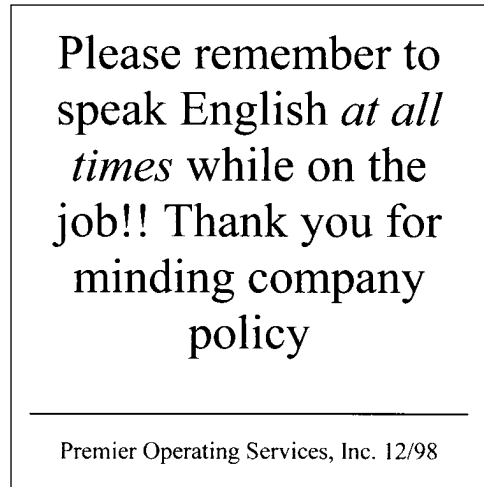 Please remember to
speak English at all
times while on the
job!! Thank you for
minding company
policy
Premier Operating Services, Inc. 12/98